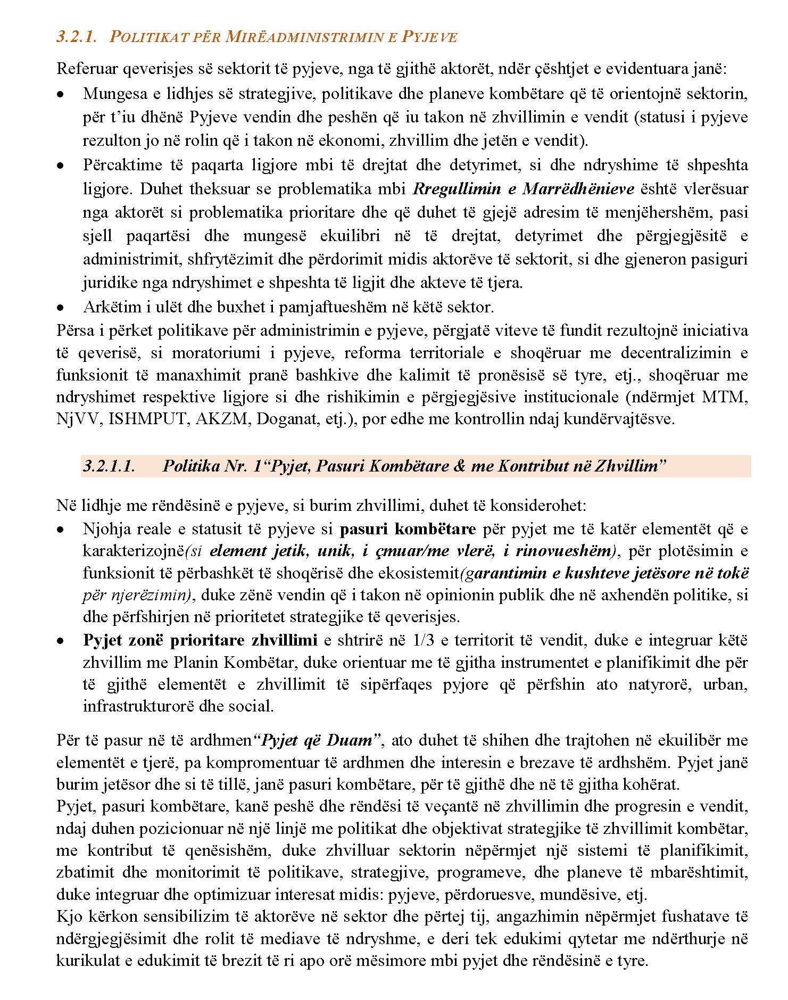 3.2.1. POLITIKAT PËR MIRËADMINISTRIMIN E PYJEVE
Referuar qeverisjes së sektorit të pyjeve, nga të gjithë aktorët, ndër çështjet e evidentuara janë:
• Mungesa e lidhjes së strategjive, politikave dhe planeve kombëtare që të orientojnë sektorin,
për t’iu dhënë Pyjeve vendin dhe peshën që iu takon në zhvillimin e vendit (statusi i pyjeve
rezulton jo në rolin që i takon në ekonomi, zhvillim dhe jetën e vendit).
• Përcaktime të paqarta ligjore mbi të drejtat dhe detyrimet, si dhe ndryshime të shpeshta
ligjore. Duhet theksuar se problematika mbi Rregullimin e Marrëdhënieve është vlerësuar
nga aktorët si problematika prioritare dhe që duhet të gjejë adresim të menjëhershëm, pasi
sjell paqartësi dhe mungesë ekuilibri në të drejtat, detyrimet dhe përgjegjësitë e
administrimit, shfrytëzimit dhe përdorimit midis aktorëve të sektorit, si dhe gjeneron pasiguri
juridike nga ndryshimet e shpeshta të ligjit dhe akteve të tjera.
• Arkëtim i ulët dhe buxhet i pamjaftueshëm në këtë sektor.
Përsa i përket politikave për administrimin e pyjeve, përgjatë viteve të fundit rezultojnë iniciativa
të qeverisë, si moratoriumi i pyjeve, reforma territoriale e shoqëruar me decentralizimin e
funksionit të manaxhimit pranë bashkive dhe kalimit të pronësisë së tyre, etj., shoqëruar me
ndryshimet respektive ligjore si dhe rishikimin e përgjegjësive institucionale (ndërmjet MTM,
NjVV, ISHMPUT, AKZM, Doganat, etj.), por edhe me kontrollin ndaj kundërvajtësve.
3.2.1.1. Politika Nr. 1“Pyjet, Pasuri Kombëtare & me Kontribut në Zhvillim”
Në lidhje me rëndësinë e pyjeve, si burim zhvillimi, duhet të konsiderohet:
• Njohja reale e statusit të pyjeve si pasuri kombëtare për pyjet me të katër elementët që e
karakterizojnë(si element jetik, unik, i çmuar/me vlerë, i rinovueshëm), për plotësimin e
funksionit të përbashkët të shoqërisë dhe ekosistemit(garantimin e kushteve jetësore në tokë
për njerëzimin), duke zënë vendin që i takon në opinionin publik dhe në axhendën politike, si
dhe përfshirjen në prioritetet strategjike të qeverisjes.
• Pyjet zonë prioritare zhvillimi e shtrirë në 1/3 e territorit të vendit, duke e integruar këtë
zhvillim me Planin Kombëtar, duke orientuar me të gjitha instrumentet e planifikimit dhe për
të gjithë elementët e zhvillimit të sipërfaqes pyjore që përfshin ato natyrorë, urban,
infrastrukturorë dhe social.
Për të pasur në të ardhmen“Pyjet që Duam”, ato duhet të shihen dhe trajtohen në ekuilibër me
elementët e tjerë, pa kompromentuar të ardhmen dhe interesin e brezave të ardhshëm. Pyjet janë
burim jetësor dhe si të tillë, janë pasuri kombëtare, për të gjithë dhe në të gjitha kohërat.
Pyjet, pasuri kombëtare, kanë peshë dhe rëndësi të veçantë në zhvillimin dhe progresin e vendit,
ndaj duhen pozicionuar në një linjë me politikat dhe objektivat strategjike të zhvillimit kombëtar,
me kontribut të qenësishëm, duke zhvilluar sektorin nëpërmjet një sistemi të planifikimit,
zbatimit dhe monitorimit të politikave, strategjive, programeve, dhe planeve të mbarështimit,
duke integruar dhe optimizuar interesat midis: pyjeve, përdoruesve, mundësive, etj.
Kjo kërkon sensibilizim të aktorëve në sektor dhe përtej tij, angazhimin nëpërmjet fushatave të
ndërgjegjësimit dhe rolit të mediave të ndryshme, e deri tek edukimi qytetar me ndërthurje në
kurikulat e edukimit të brezit të ri apo orë mësimore mbi pyjet dhe rëndësinë e tyre.